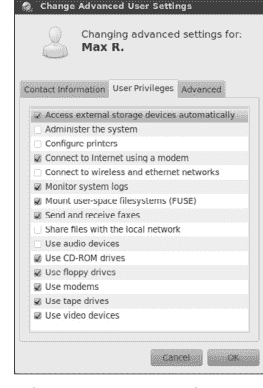 Change Advanced User Settings
Changing advanced settings for:
Max R.
Contact Information User Privileges Advanced
Access external storage devices automatically
Administer the system
Configure printers
Connect to Internet using a modem
Connect to wireless and ethernet networks
Monitor system logs
Mount user-space filesystems (FUSE)
Send and receive faxes
Share files with the local network
Use audio devices
Use CD-ROM drives
Use floppy drives
Use modems
Use tape drives
Use video devices
Cancel OK